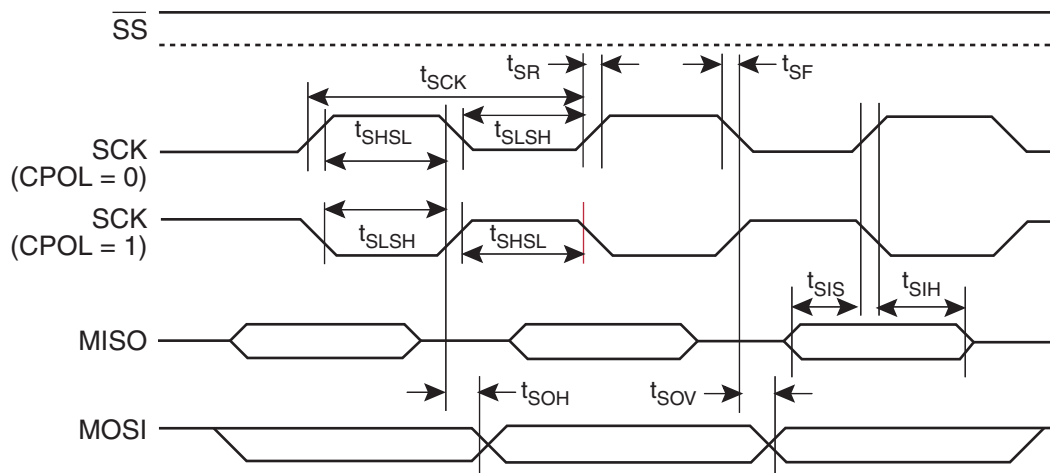 SS
tSR
tSF
tSCK
tSHSL
tSLSH
SCK
(CPOL = 0)
SCK
(CPOL = 1)
tSLSH
tSHSL
tSIS
tSIH
MISO
tSOH
tSOV
MOSI